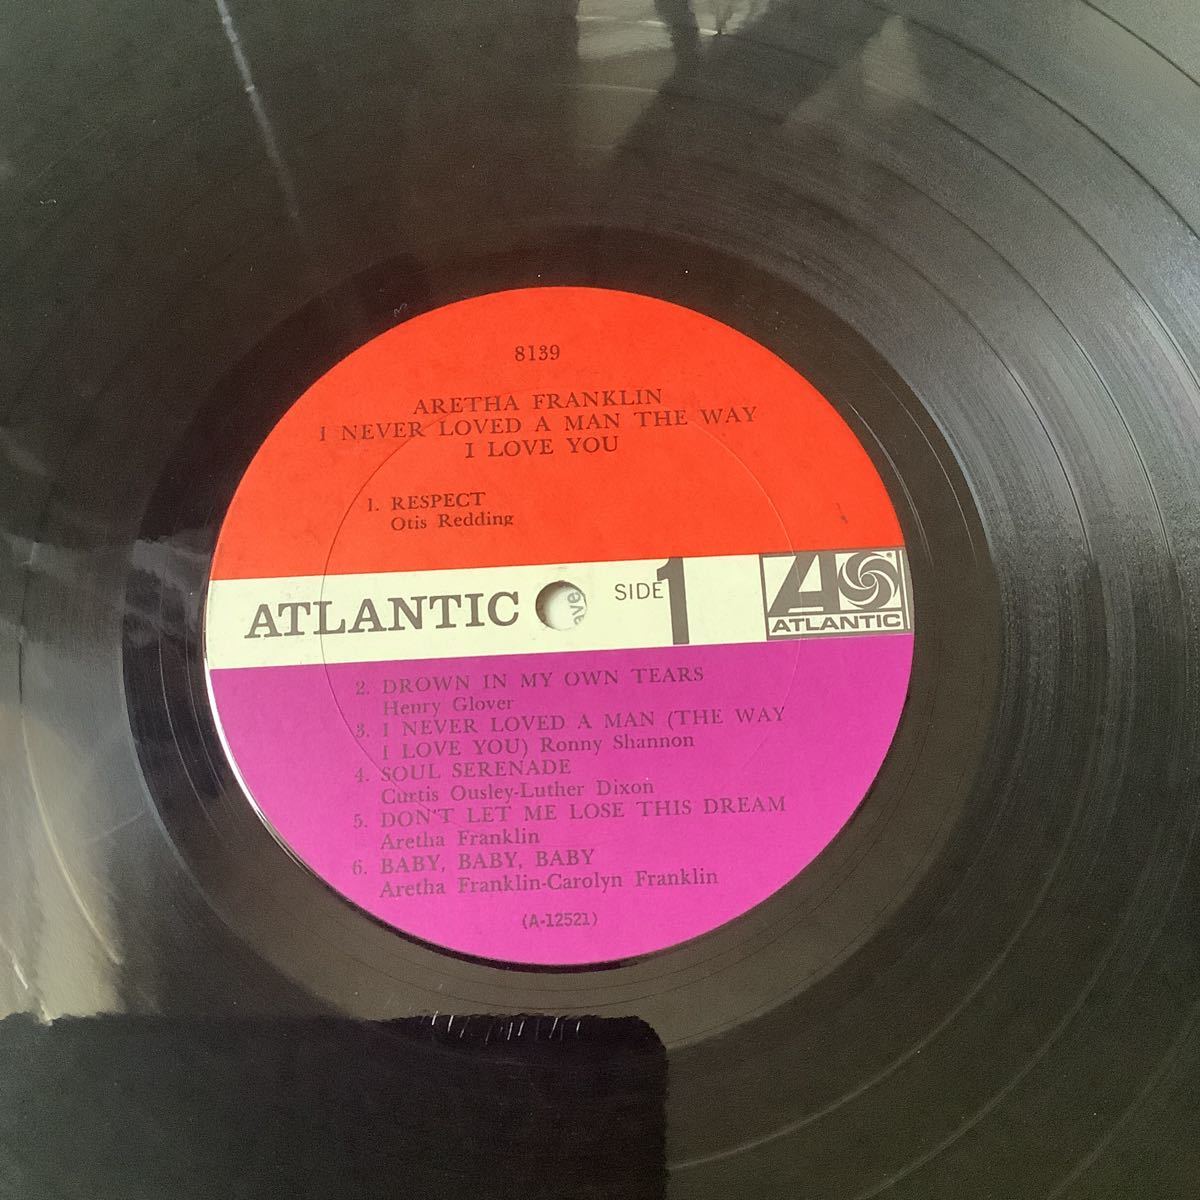 8139
ARETHA FRANKLIN
I NEVER LOVED A MAN THE WAY
I LOVE YOU
1. RESPECT
Otis Redding
ATLANTIC
SIDE 1
ATLANTIC
2. DROWN IN MY OWN TEARS
Henry Glover
3. I NEVER LOVED A MAN (THE WAY
I LOVE YOU) Ronny Shannon
4. SOUL SERENADE
Curtis Ousley-Luther Dixon
5. DON'T LET ME LOSE THIS DREAM
Aretha Franklin
6. BABY, BABY, BABY
Aretha Franklin-Carolyn Franklin
(A-12521)